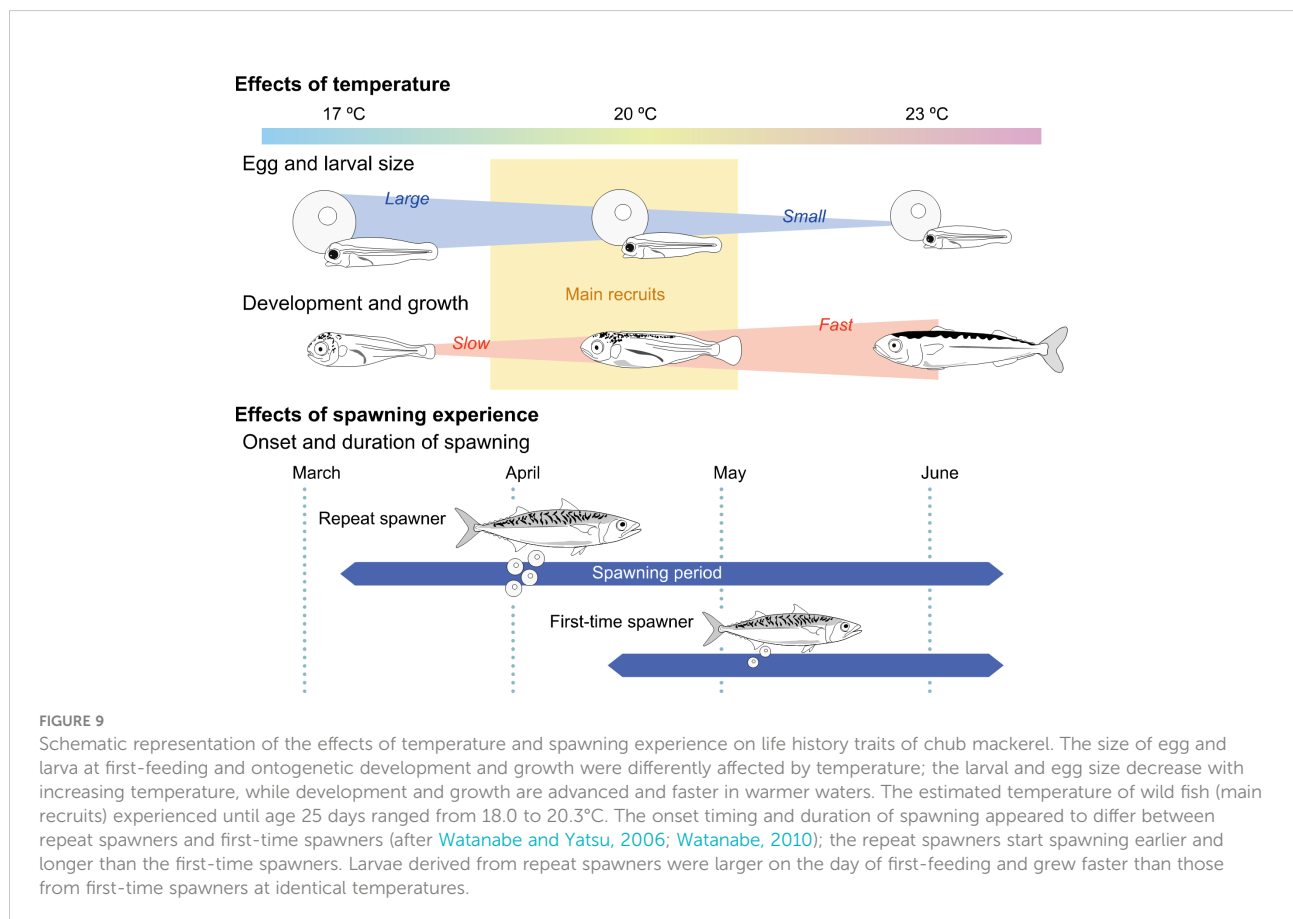 Effects of temperature
17 ºC 20 ºC 23 ºC
Egg and larval size
Large
Small
Main recruits
Development and growth
Slow
Fast
Effects of spawning experience
Onset and duration of spawning
March April May June
Repeat spawner
Spawning period
First-time spawner
FIGURE 9
Schematic representation of the effects of temperature and spawning experience on life history traits of chub mackerel. The size of egg and
larva at first-feeding and ontogenetic development and growth were differently affected by temperature; the larval and egg size decrease with
increasing temperature, while development and growth are advanced and faster in warmer waters. The estimated temperature of wild fish (main
recruits) experienced until age 25 days ranged from 18.0 to 20.3°C. The onset timing and duration of spawning appeared to differ between
repeat spawners and first-time spawners (after Watanabe and Yatsu, 2006; Watanabe, 2010); the repeat spawners start spawning earlier and
longer than the first-time spawners. Larvae derived from repeat spawners were larger on the day of first-feeding and grew faster than those
from first-time spawners at identical temperatures.